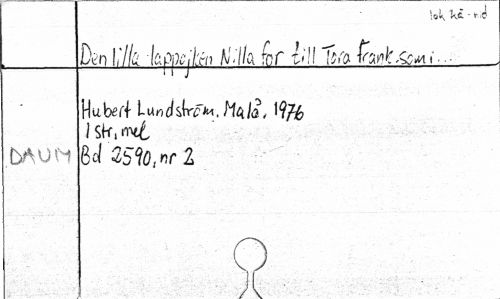 lok hä-nid
Den lilla lappojken Nilla for till Tora Frank som i...
Hubert Lundström, Malå, 1976
1 str, mel
DAUM Bd 2590, nr 2